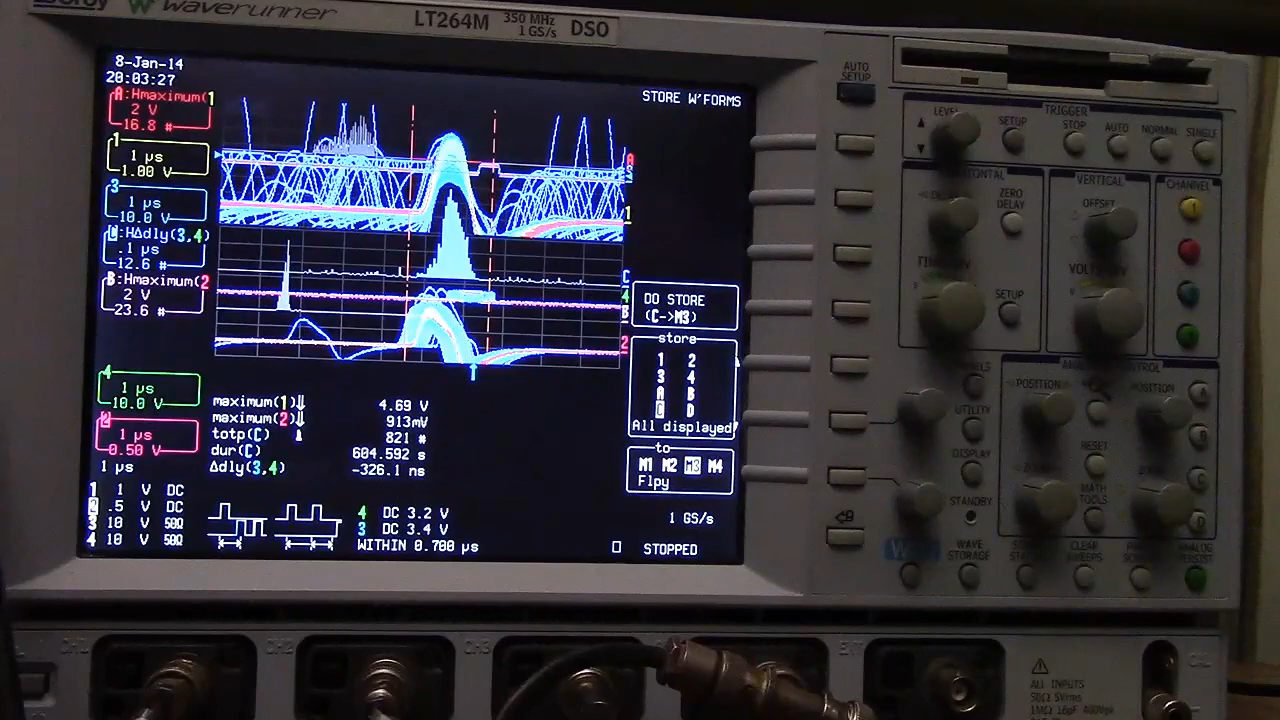 waverunner
LT264M
350 MHz
1 GS/s
DSO
8-Jan-14
20:03:27
A:Hmaximum(1
2 V
16.8 #
1
1 µs
1.00 V
3
1 µs
10.0 V
C:HΔdly(3,4)
.1 µs
12.6 #
B:Hmaximum(2
2 V
23.6 #
4
1 µs
10.0 V
2
1 µs
0.50 V
1 µs
1 1 V DC
2 .5 V DC
3 10 V 50Ω
4 10 V 50Ω
1
C
4
B
2
maximum(1) 4.69 V
maximum(2) 913mV
totp(C) 821 #
dur(C) 604.592 s
Δdly(3,4) -326.1 ns
4 DC 3.2 V
3 DC 3.4 V
WITHIN 0.700 µs
STORE W'FORMS
DO STORE
(C->M3)
store
1 2
3 4
A B
C D
All displayed
to
M1 M2 M3 M4
Flpy
1 GS/s
STOPPED
AUTO
SETUP
TRIGGER
LEVEL
SETUP
STOP
AUTO
NORMAL
SINGLE
VERTICAL
CHANNEL
ZERO
DELAY
OFFSET
SETUP
1
POSITION
POSITION
UTILITY
RESET
DISPLAY
MATH
TOOLS
STANDBY
WAVE
STORAGE
CLEAR
SWEEPS
ANALOG
PERSIST
CH1
CH2
CH3
EXT
ALL INPUTS